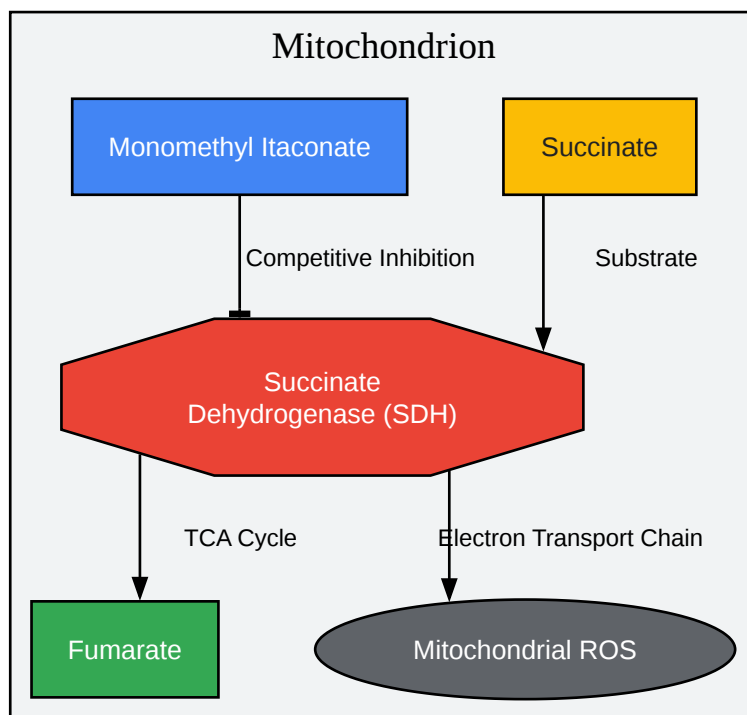 Mitochondrion
Monomethyl Itaconate
Succinate
Competitive Inhibition
Substrate
Succinate
Dehydrogenase (SDH)
TCA Cycle
Electron Transport Chain
Fumarate
Mitochondrial ROS